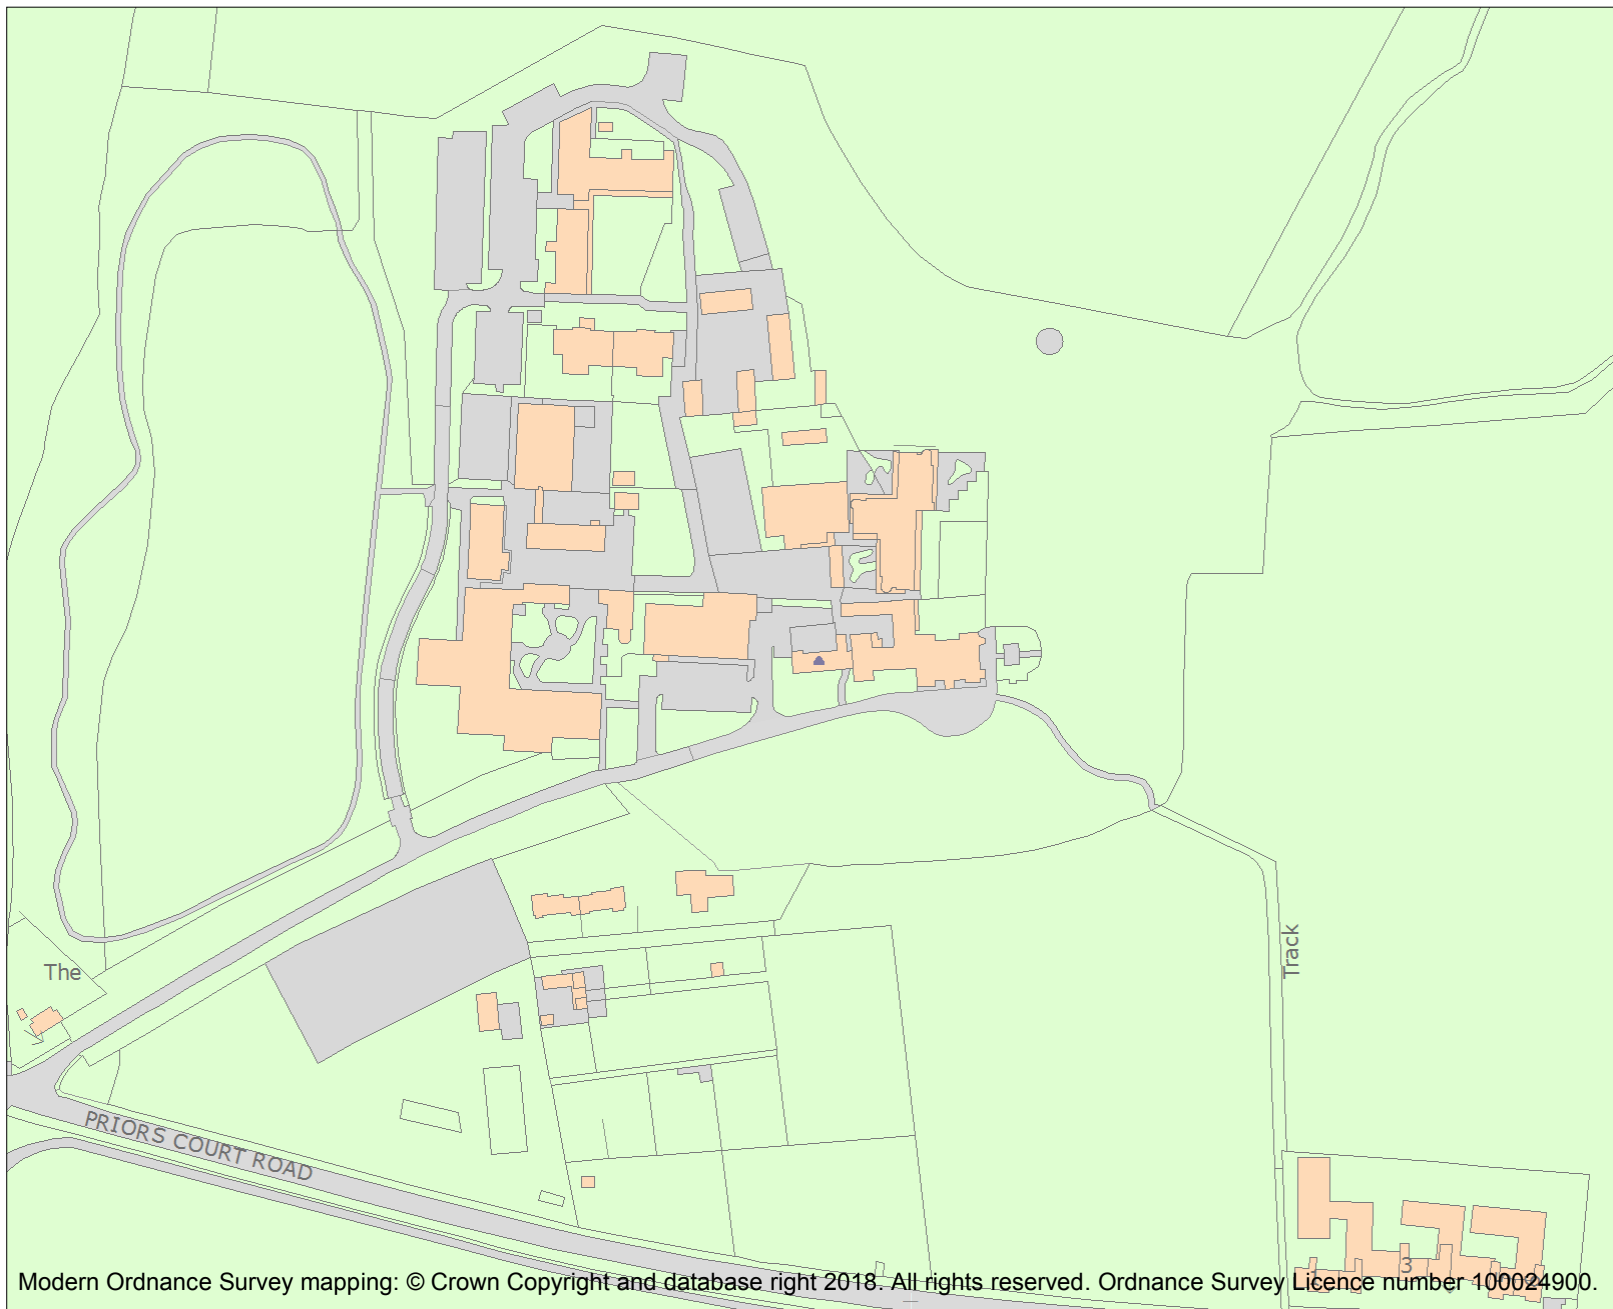 The
Track
PRIORS COURT ROAD
3
Modern Ordnance Survey mapping: © Crown Copyright and database right 2018. All rights reserved. Ordnance Survey Licence number 100024900.